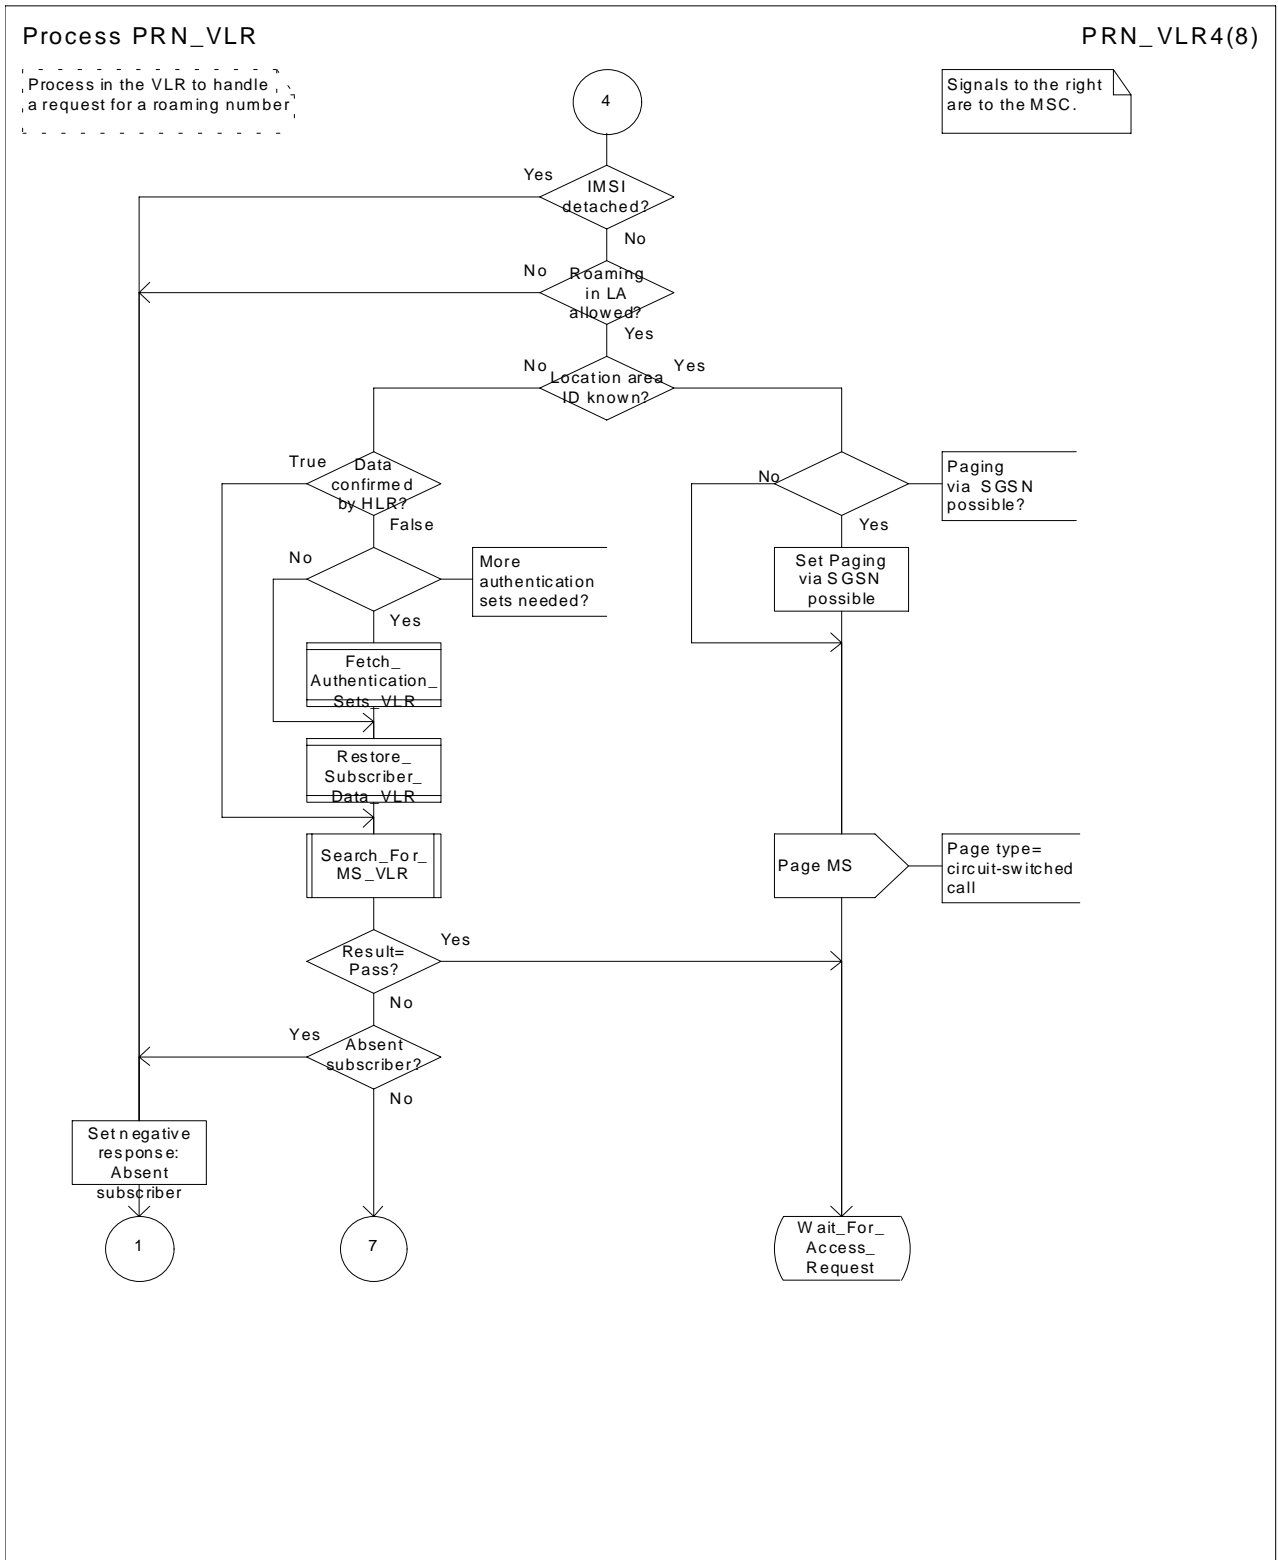 Process PRN_VLR
PRN_VLR4(8)
Process in the VLR to handle
a request for a roaming number
4
Signals to the right
are to the MSC.
Yes
IMSI
detached?
No
No
Roaming
in LA
allowed?
Yes
No
Location area
ID known?
Yes
True
Data
confirmed
by HLR?
False
No
Paging
via SGSN
possible?
Yes
No
More
authentication
sets needed?
Yes
Set Paging
via SGSN
possible
Fetch_
Authentication_
Sets_VLR
Restore_
Subscriber_
Data_VLR
Search_For_
MS_VLR
Page MS
Page type=
circuit-switched
call
Result=
Pass?
Yes
No
Yes
Absent
subscriber?
No
Set negative
response:
Absent
subscriber
1
7
Wait_For_
Access_
Request